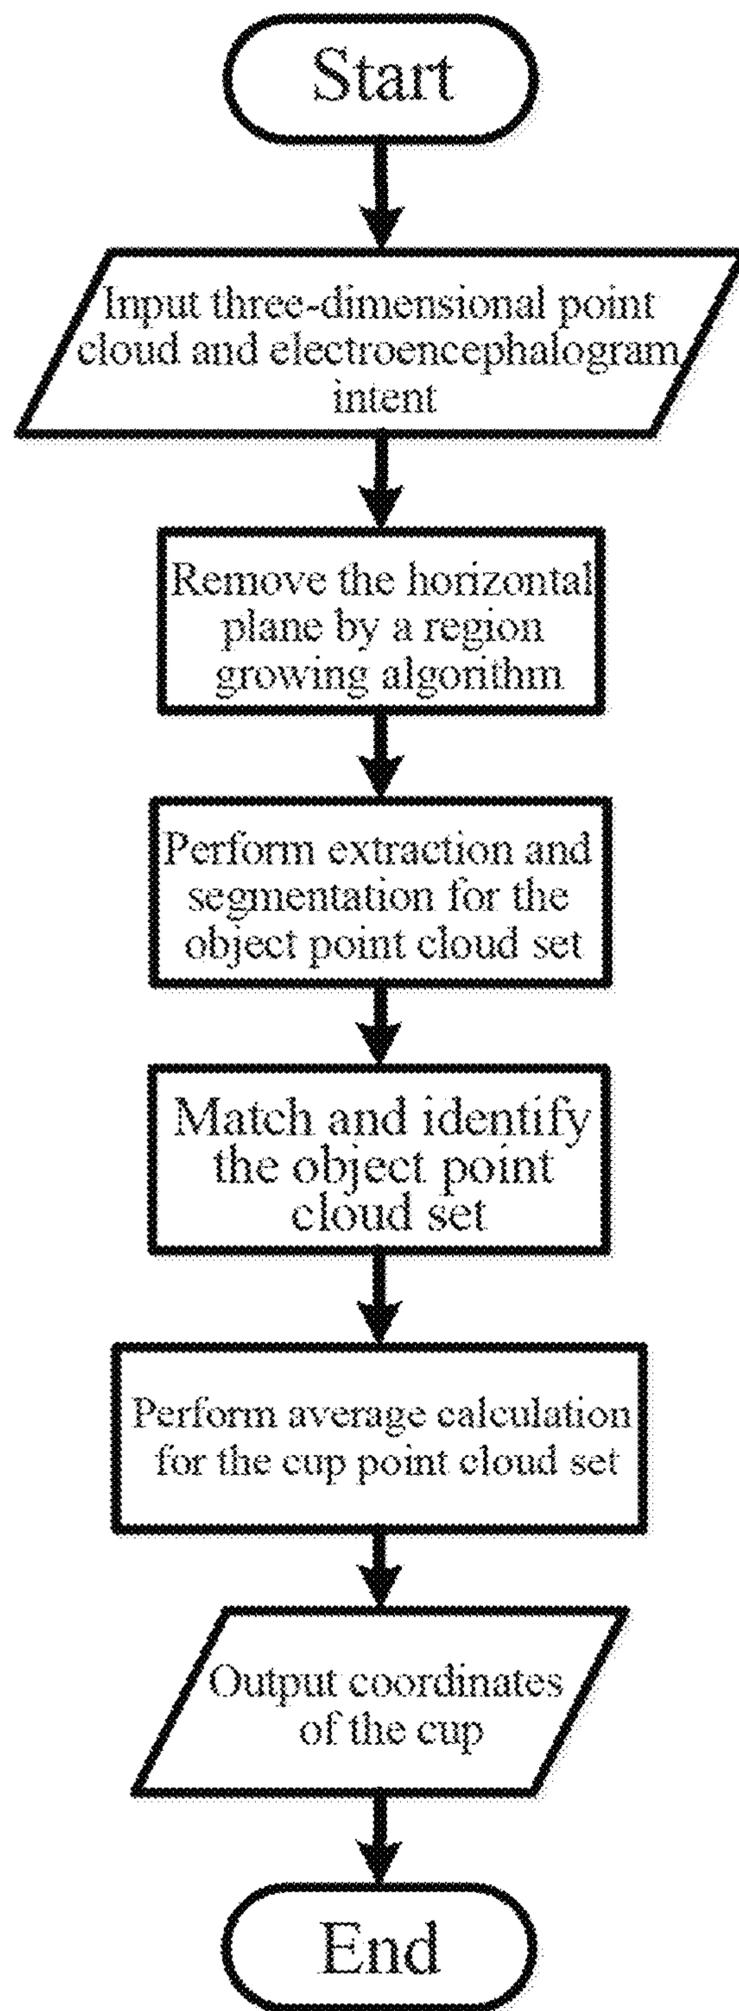 Start
Input three-dimensional point
cloud and electroencephalogram
intent
Remove the horizontal
plane by a region
growing algorithm
Perform extraction and
segmentation for the
object point cloud set
Match and identify
the object point
cloud set
Perform average calculation
for the cup point cloud set
Output coordinates
of the cup
End